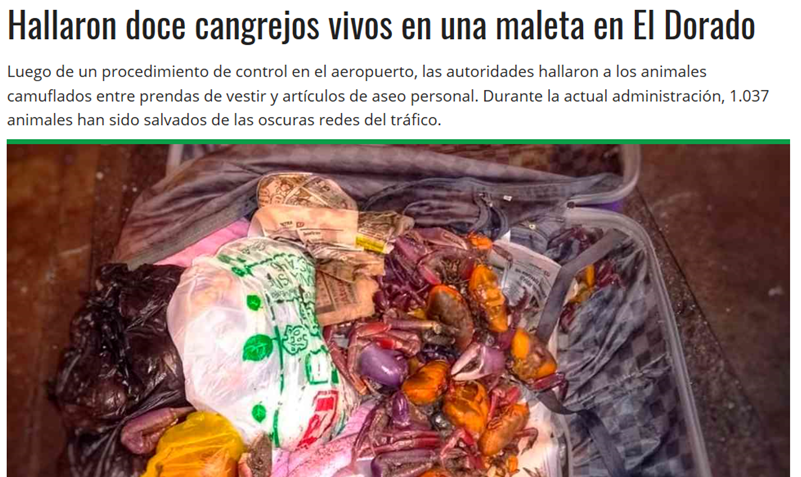 Hallaron doce cangrejos vivos en una maleta en El Dorado
Luego de un procedimiento de control en el aeropuerto, las autoridades hallaron a los animales
camuflados entre prendas de vestir y artículos de aseo personal. Durante la actual administración, 1.037
animales han sido salvados de las oscuras redes del tráfico.